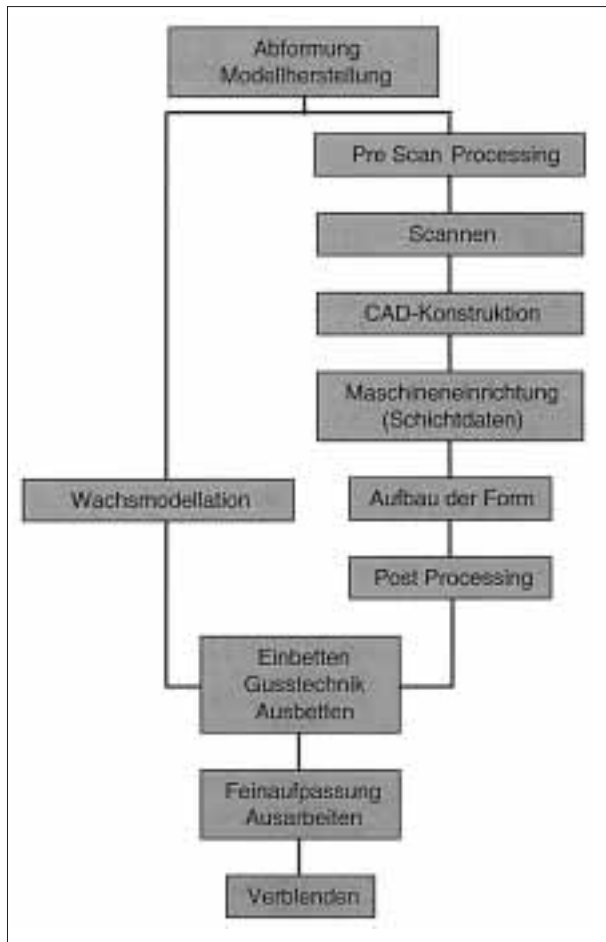 Abformung
Modellherstellung
Pre Scan Processing
Scannen
CAD-Konstruktion
Maschineneinrichtung
(Schichtdaten)
Wachsmodellation
Aufbau der Form
Post Processing
Einbetten
Gusstechnik
Ausbetten
Feinaufpassung
Ausarbeiten
Verblenden